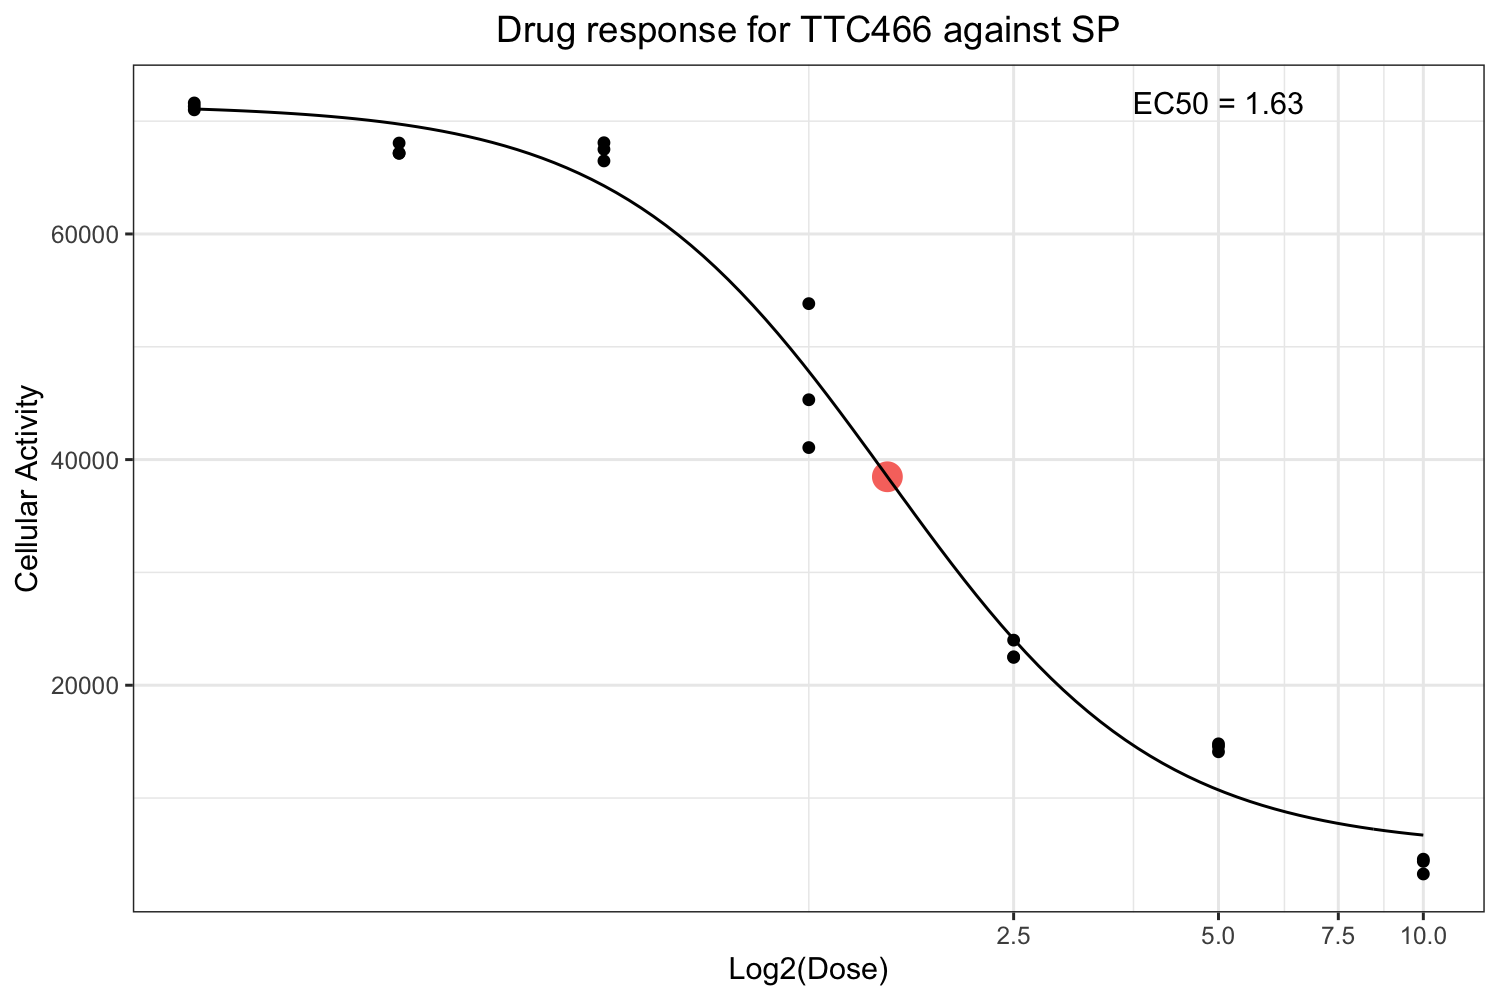 Drug response for TTC466 against SP
EC50 = 1.63
60000
40000
20000
Cellular Activity
2.5 5.0 7.5 10.0
Log2(Dose)